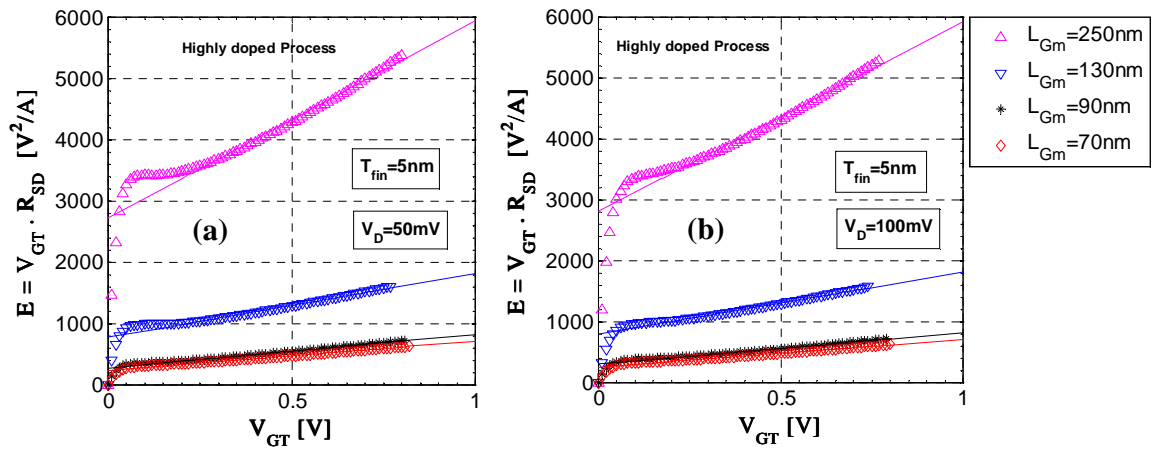 6000
5000
4000
3000
2000
1000
0
0
0.5
1
E = V_GT · R_SD [V²/A]
V_GT [V]
Highly doped Process
T_fin=5nm
(a)
V_D=50mV
6000
5000
4000
3000
2000
1000
0
0
0.5
1
E = V_GT · R_SD [V²/A]
V_GT [V]
Highly doped Process
T_fin=5nm
(b)
V_D=100mV
L_Gm=250nm
L_Gm=130nm
L_Gm=90nm
L_Gm=70nm